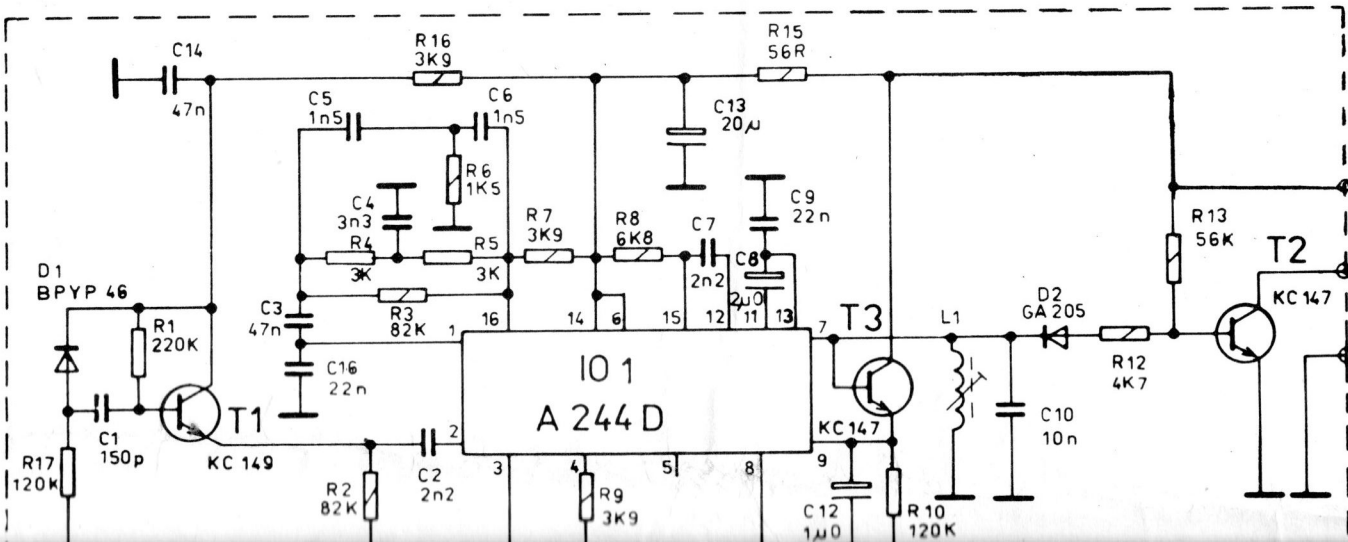 C14
47n
R16
3K9
R15
56R
C5
1n5
C6
1n5
C13
20µ
R6
1K5
C4
3n3
C9
22n
R4
3K
R5
3K
R7
3K9
R8
6K8
C7
2n2
C8
2µ0
R13
56K
T2
KC 147
D1
BPYP 46
R1
220K
C3
47n
R3
82K
1
16
14
6
15
12
11
13
7
T3
D2
GA 205
L1
C16
22n
IO 1
A 244 D
R12
4K7
C1
150p
T1
KC 149
R17
120K
C2
2n2
2
R2
82K
3
4
5
8
9
KC 147
C10
10n
R9
3K9
C12
1µ0
R10
120K